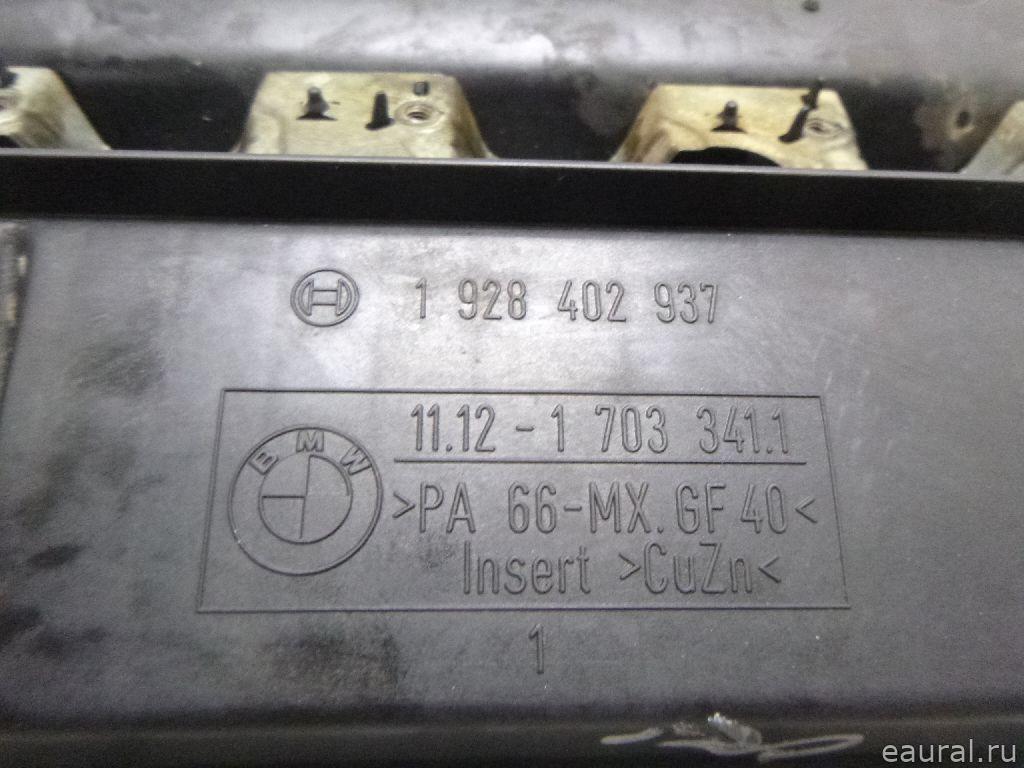 1 928 402 937
BMW
11.12 - 1 703 341.1
>PA 66-MX.GF 40<
Insert >CuZn<
1
eaural.ru